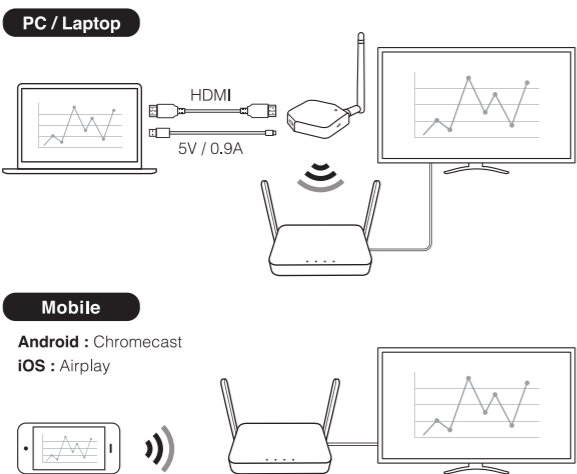 PC / Laptop
HDMI
5V / 0.9A
Mobile
Android : Chromecast
iOS : Airplay